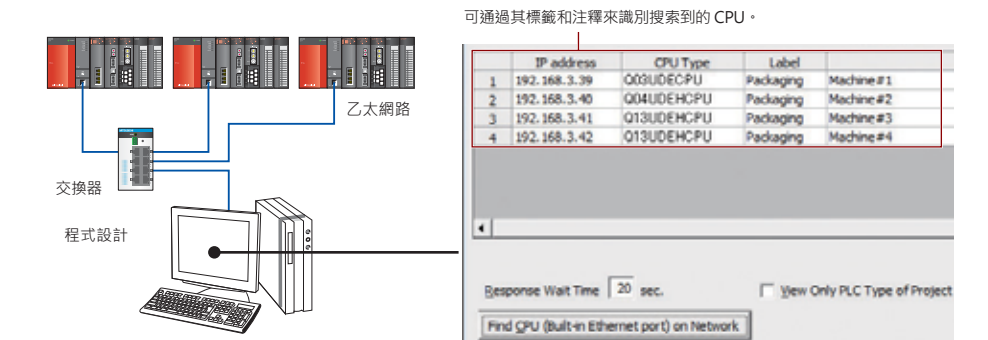 可通過其標籤和注釋來識別搜索到的 CPU。
乙太網路
交換器
程式設計
IP address CPU Type Label
1 192.168.3.39 Q03UDECPU Packaging Machine#1
2 192.168.3.40 Q04UDEHCPU Packaging Machine#2
3 192.168.3.41 Q13UDEHCPU Packaging Machine#3
4 192.168.3.42 Q13UDEHCPU Packaging Machine#4
Response Wait Time 20 sec.
View Only PLC Type of Project
Find CPU (Built-in Ethernet port) on Network